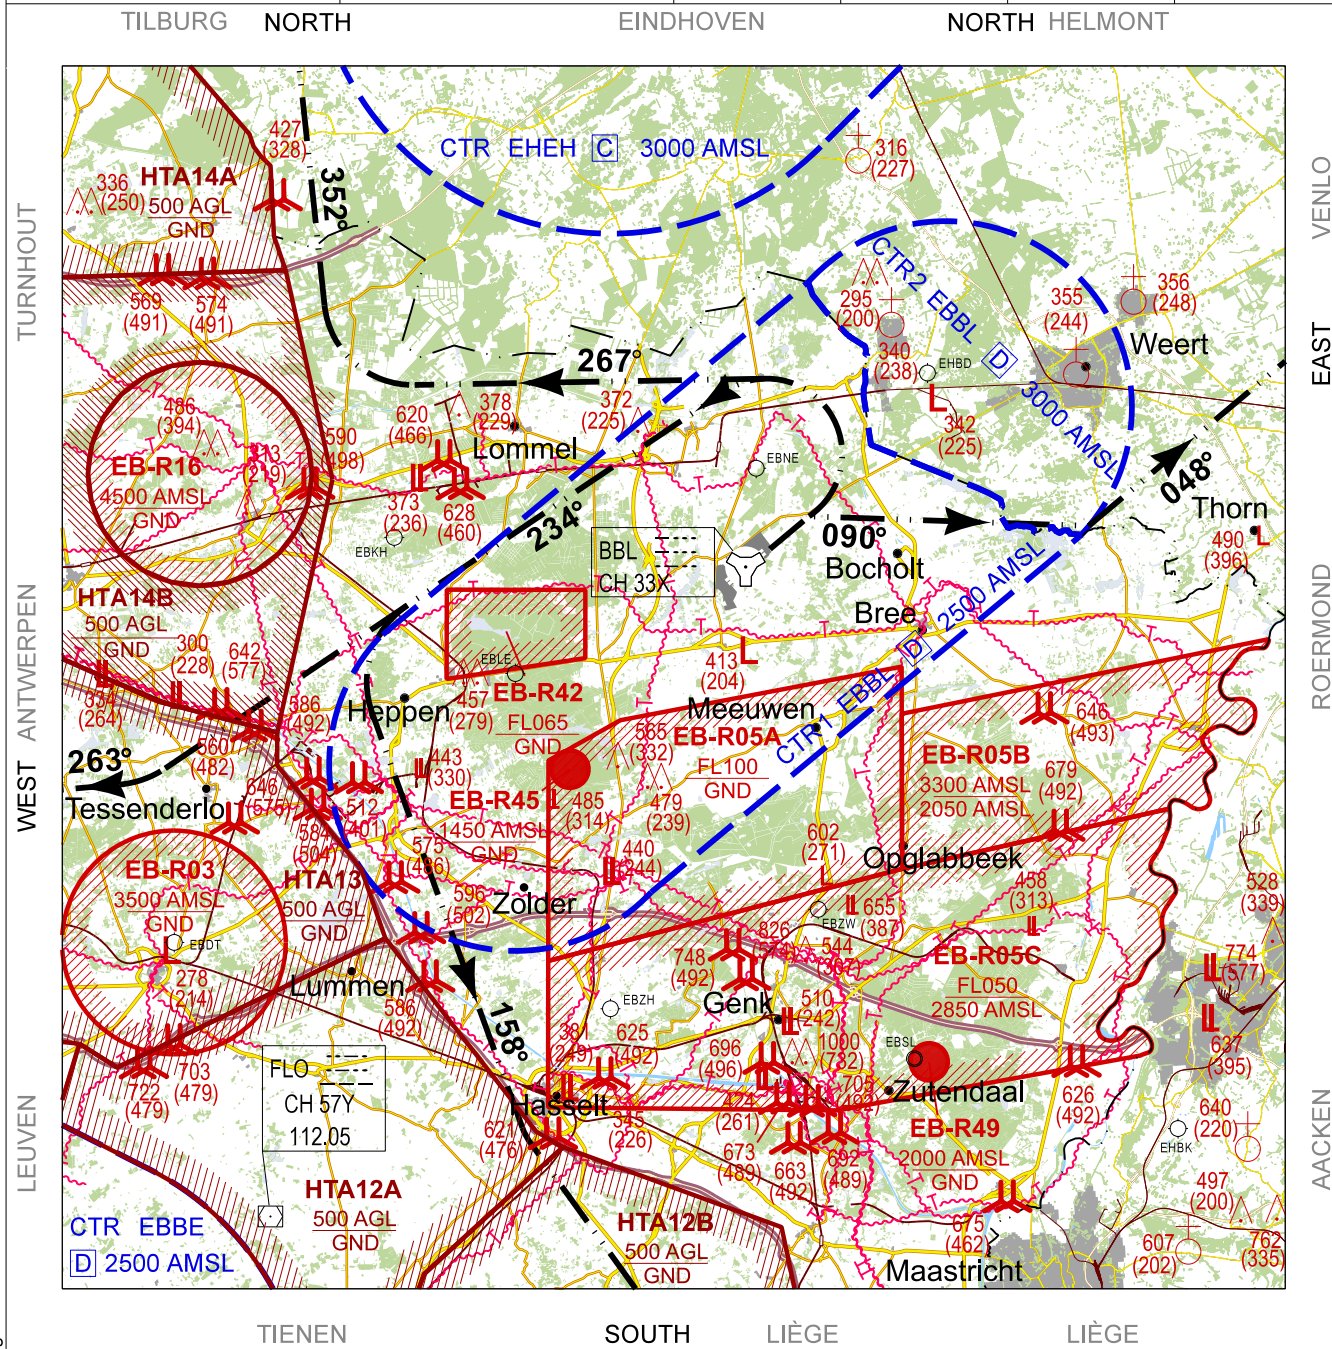 TILBURG NORTH EINDHOVEN NORTH HELMONT
TURNHOUT
ANTWERPEN
WEST
LEUVEN
VENLO
EAST
ROERMOND
AACKEN
TIENEN SOUTH LIÈGE LIÈGE
427
(328)
352°
CTR EHEH C 3000 AMSL
316
(227)
336
(250)
HTA14A
500 AGL
GND
569
(491)
574
(491)
CTR2 EBBL D 3000 AMSL
295
(200)
340
(238)
EHBD
342
(225)
355
(244)
356
(248)
Weert
267°
486
(394)
EB-R16
4500 AMSL
GND
590
(498)
620
(466)
378
(229)
372
(225)
Lommel
373
(236)
628
(460)
EBKH
EBNE
234°
BBL
CH 33X
090°
048°
Bocholt
Thorn
490
(396)
HTA14B
500 AGL
GND
300
(228)
642
(577)
334
(264)
Bree
413
(204)
EBLE
457
(279)
EB-R42
FL065
GND
Heppen
386
(492)
607
(482)
263°
Tessenderlo
646
(576)
584
(504)
512
(401)
443
(330)
575
(486)
EB-R45
1450 AMSL
GND
485
(314)
565
(332)
Meeuwen
EB-R05A
FL100
GND
479
(239)
440
(244)
CTR1 EBBL D 2500 AMSL
EB-R05B
3300 AMSL
2050 AMSL
646
(493)
679
(492)
602
(271)
Opglabbeek
458
(313)
EB-R03
3500 AMSL
GND
EBDT
278
(214)
HTA13
500 AGL
GND
596
(502)
Zolder
Lummen
586
(492)
EBZW
655
(387)
826
748
(492)
544
EB-R05C
FL050
2850 AMSL
528
(339)
774
(577)
637
(395)
EBZH
Genk
510
(242)
158°
381
(249)
625
(492)
696
(496)
1000
(782)
EBSL
Zutendaal
703
(479)
722
(479)
FLO
CH 57Y
112.05
Hasselt
621
(476)
345
(226)
474
(261)
705
673
(489)
663
(492)
692
(489)
EB-R49
2000 AMSL
GND
626
(492)
640
(220)
EHBK
497
(200)
675
(462)
607
(202)
762
(335)
Maastricht
CTR EBBE
D 2500 AMSL
HTA12A
500 AGL
GND
HTA12B
500 AGL
GND